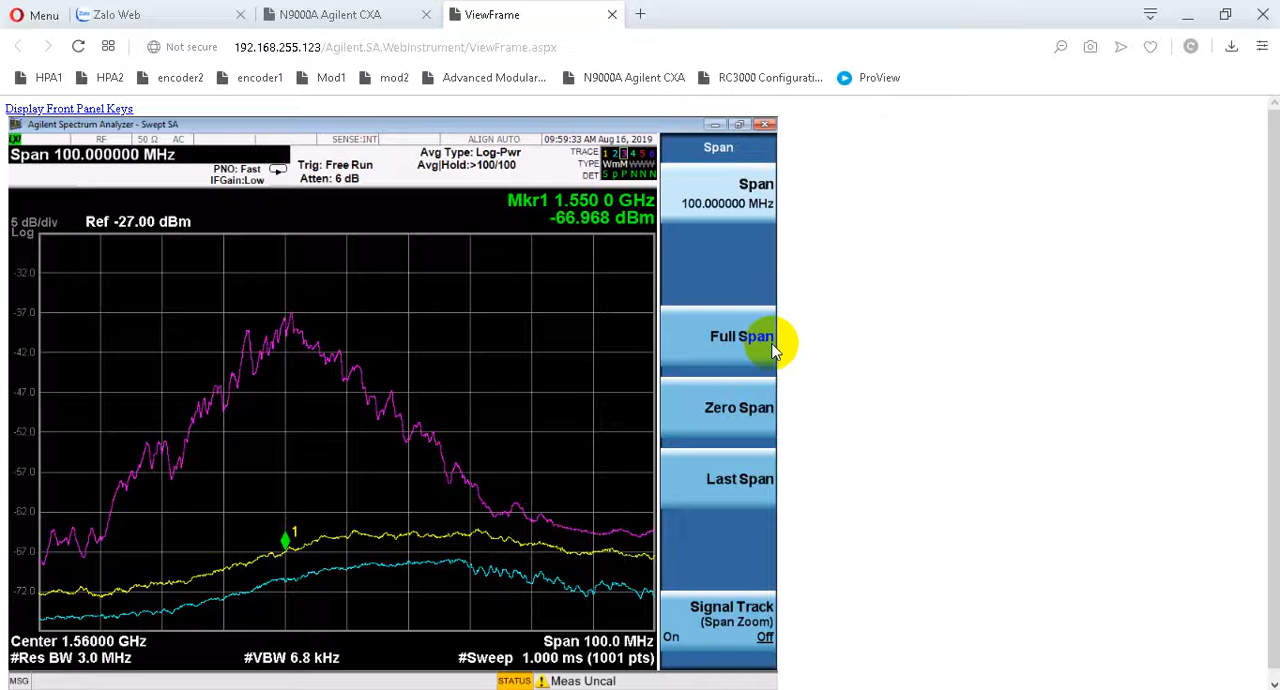 Menu
Zalo Web
N9000A Agilent CXA
ViewFrame
Not secure 192.168.255.123/Agilent.SA.WebInstrument/ViewFrame.aspx
HPA1 HPA2 encoder2 encoder1 Mod1 mod2 Advanced Modular... N9000A Agilent CXA RC3000 Configurati... ProView
Display Front Panel Keys
Agilent Spectrum Analyzer - Swept SA
RF 50 Ω AC SENSE:INT ALIGN AUTO 09:59:33 AM Aug 16, 2019
Span 100.000000 MHz
PNO: Fast
IFGain:Low
Trig: Free Run
Atten: 6 dB
Avg Type: Log-Pwr
Avg|Hold:>100/100
TRACE 1 2 3 4 5 6
TYPE WmMWWW
DET S p P N N N
Mkr1 1.550 0 GHz
-66.968 dBm
5 dB/div Ref -27.00 dBm
Log
-32.0
-37.0
-42.0
-47.0
-52.0
-57.0
-62.0
-67.0
-72.0
1
Center 1.56000 GHz Span 100.0 MHz
#Res BW 3.0 MHz #VBW 6.8 kHz #Sweep 1.000 ms (1001 pts)
MSG STATUS Meas Uncal
Span
Span
100.000000 MHz
Full Span
Zero Span
Last Span
Signal Track
(Span Zoom)
On Off